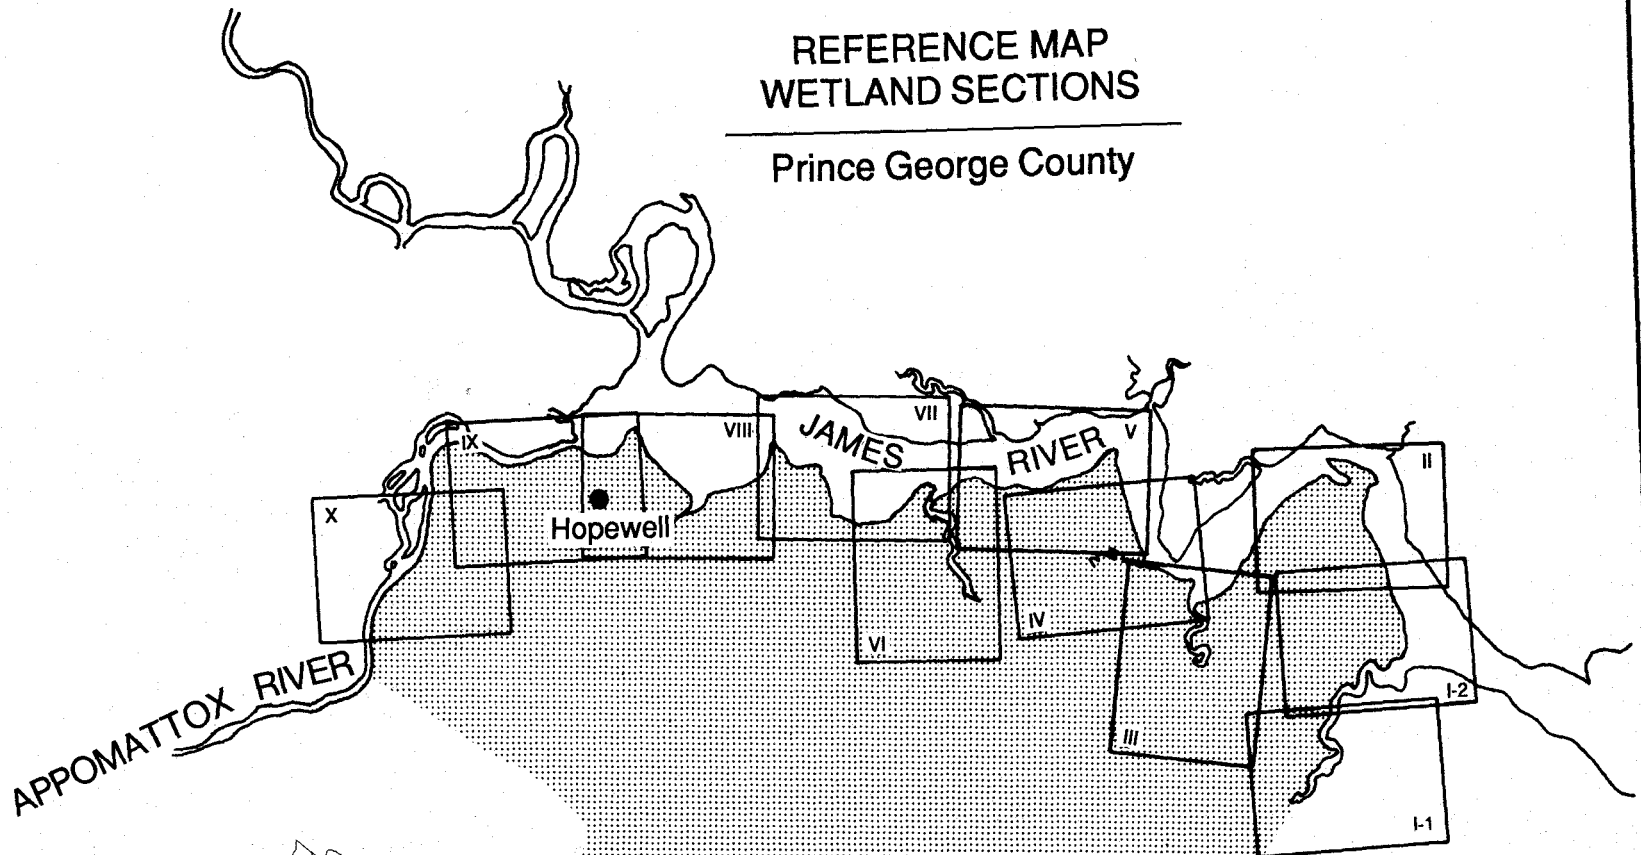 REFERENCE MAP
WETLAND SECTIONS
Prince George County
VII
VIII
JAMES
RIVER
V
IX
II
X
Hopewell
IV
VI
APPOMATTOX RIVER
I-2
III
I-1